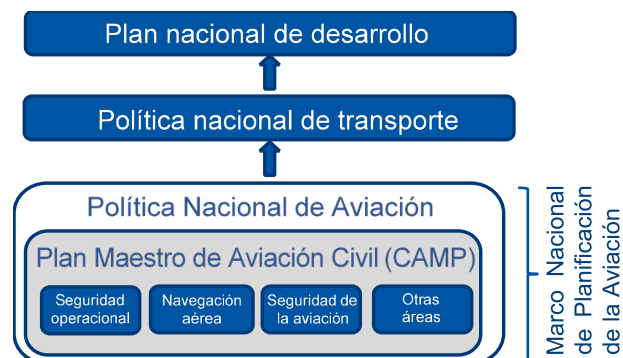 Plan nacional de desarrollo
Política nacional de transporte
Política Nacional de Aviación
Plan Maestro de Aviación Civil (CAMP)
Seguridad
operacional
Navegación
aérea
Seguridad de
la aviación
Otras
áreas
Marco Nacional
de Planificación
de la Aviación